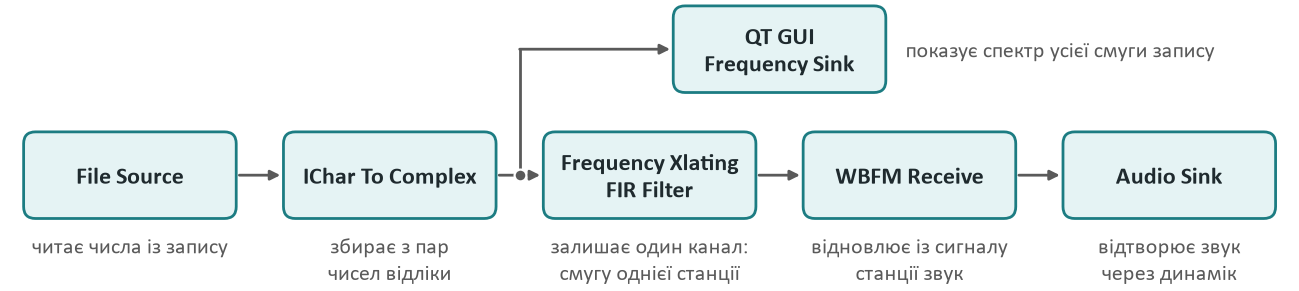 QT GUI
Frequency Sink
показує спектр усієї смуги запису
File Source
IChar To Complex
Frequency Xlating
FIR Filter
WBFM Receive
Audio Sink
читає числа із запису
збирає з пар
чисел відліки
залишає один канал:
смугу однієї станції
відновлює із сигналу
станції звук
відтворює звук
через динамік